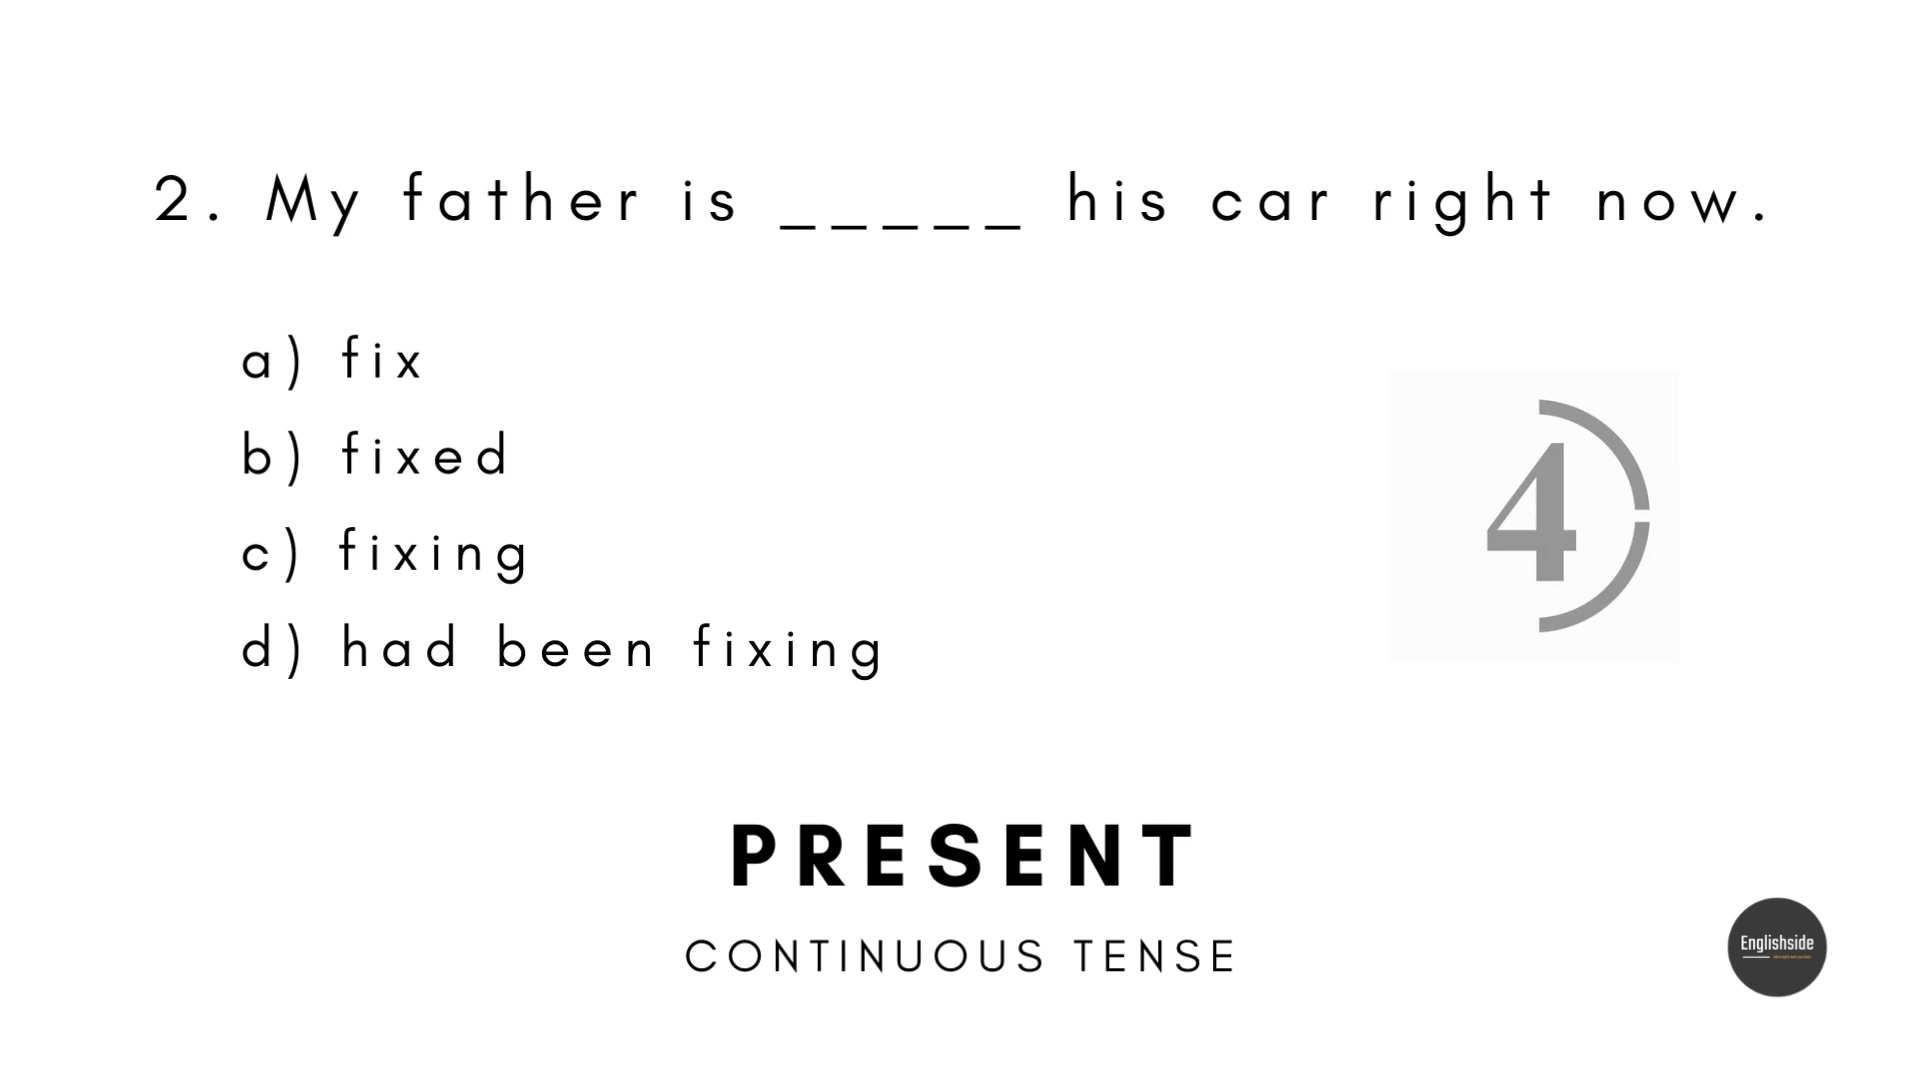 2. My father is _____ his car right now.
a) fix
b) fixed
c) fixing
d) had been fixing
4
PRESENT
CONTINUOUS TENSE
Englishside